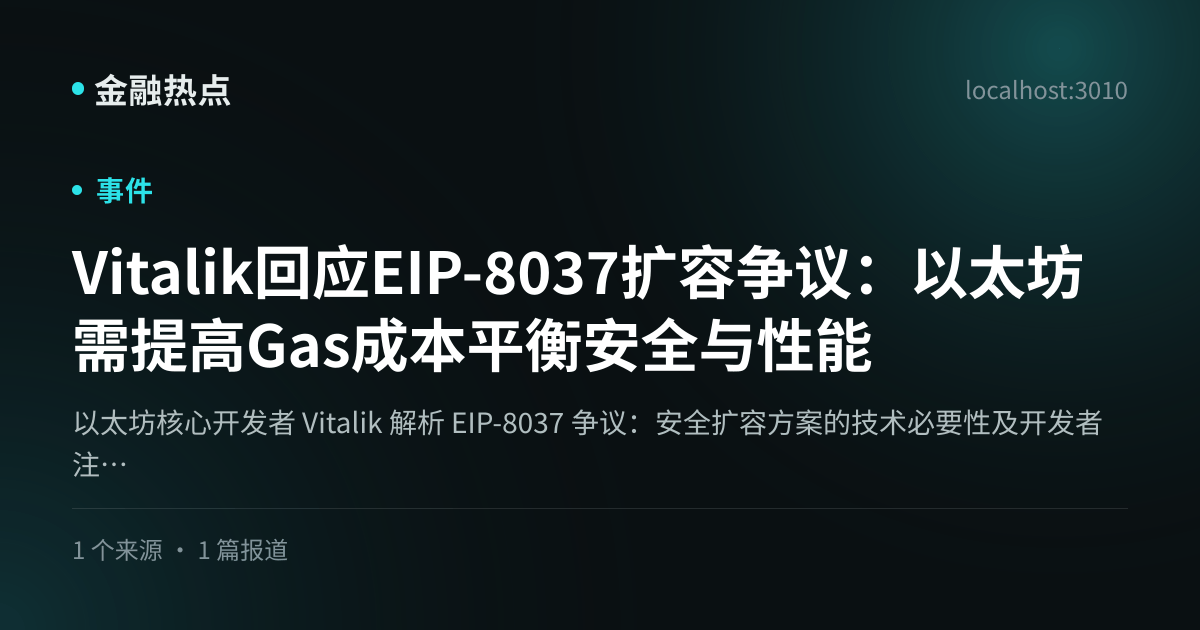 金融热点
localhost:3010
事件
Vitalik回应EIP-8037扩容争议：以太坊
需提高Gas成本平衡安全与性能
以太坊核心开发者 Vitalik 解析 EIP-8037 争议：安全扩容方案的技术必要性及开发者
注…
1 个来源 · 1 篇报道